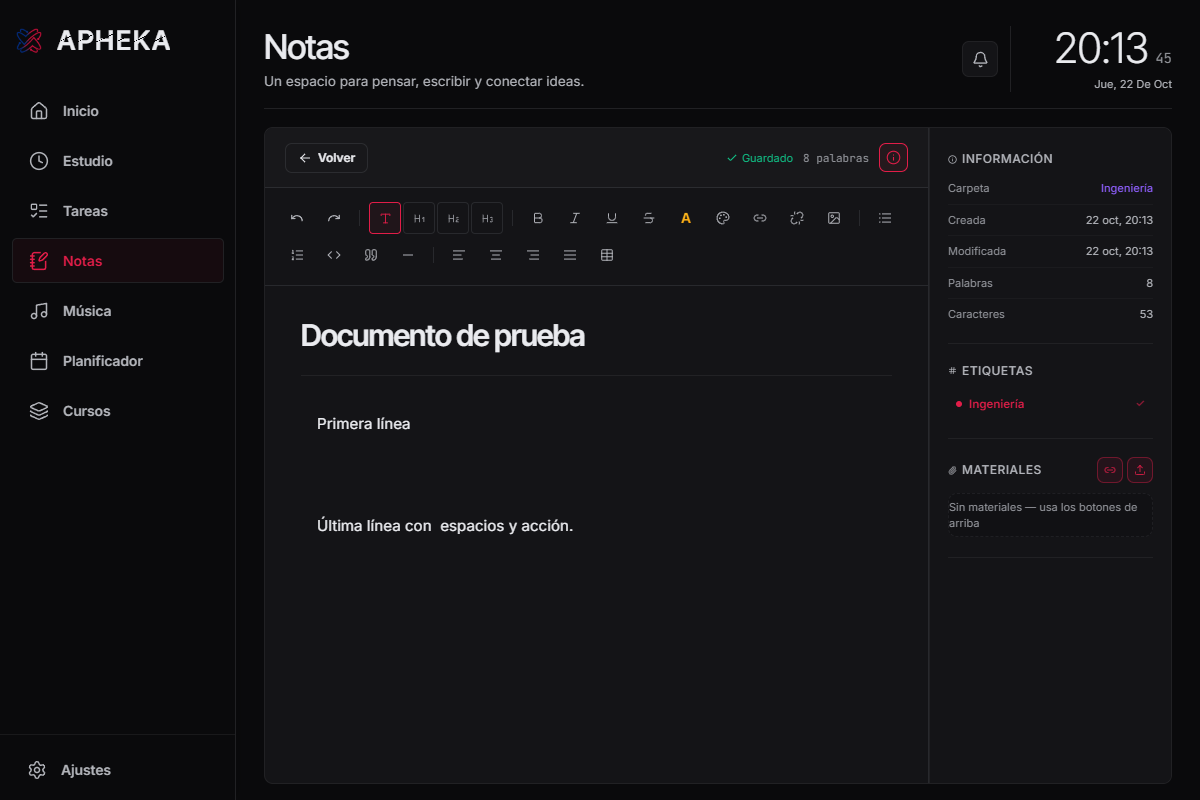 APHEKA
Inicio
Estudio
Tareas
Notas
Música
Planificador
Cursos
Ajustes
Notas
Un espacio para pensar, escribir y conectar ideas.
20:13 45
Jue, 22 De Oct
Volver
Guardado 8 palabras
T H1 H2 H3 B I U S A
Documento de prueba
Primera línea
Última línea con  espacios y acción.
INFORMACIÓN
Carpeta Ingeniería
Creada 22 oct, 20:13
Modificada 22 oct, 20:13
Palabras 8
Caracteres 53
# ETIQUETAS
Ingeniería
MATERIALES
Sin materiales — usa los botones de
arriba